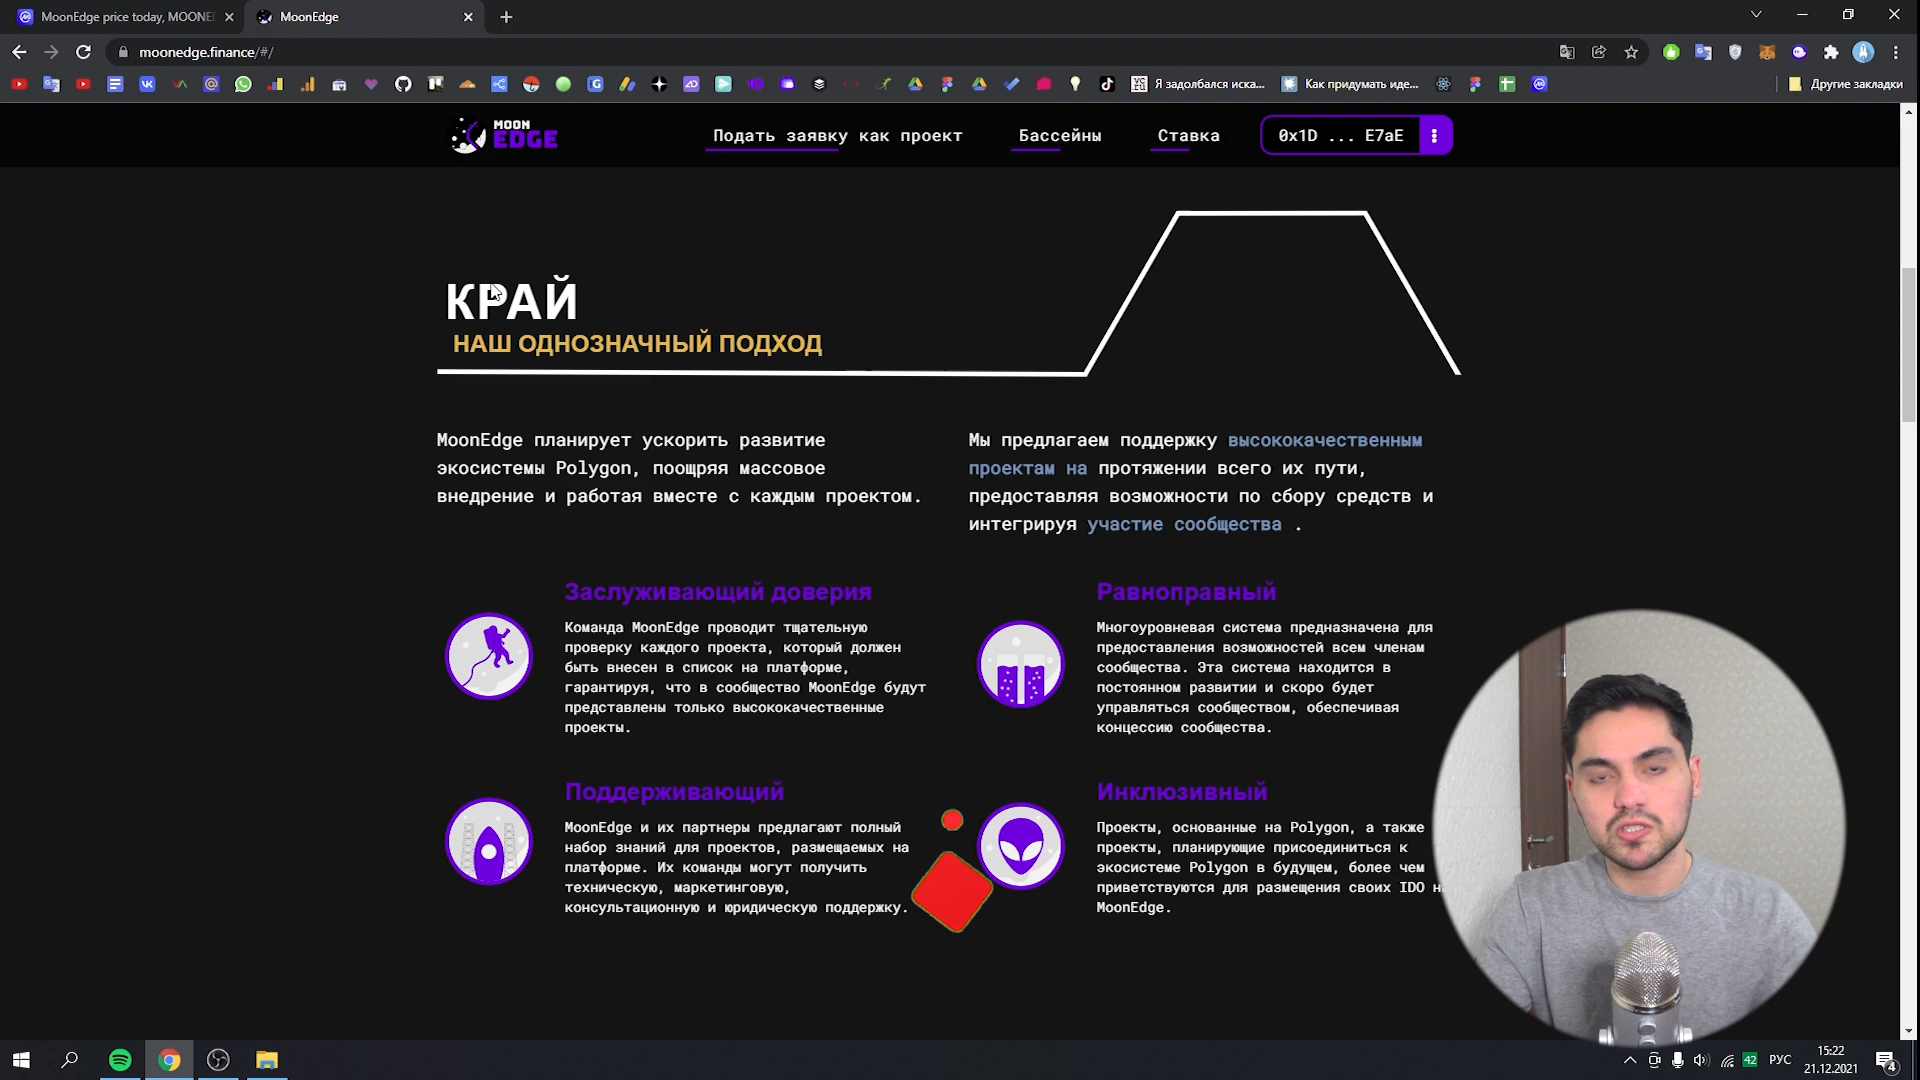 MoonEdge price today, MOONE
MoonEdge
moonedge.finance/#/
Я задолбался иска...
Как придумать иде...
Другие закладки
MOON
EDGE
Подать заявку как проект
Бассейны
Ставка
0x1D ... E7aE
КРАЙ
НАШ ОДНОЗНАЧНЫЙ ПОДХОД
MoonEdge планирует ускорить развитие
экосистемы Polygon, поощряя массовое
внедрение и работая вместе с каждым проектом.
Мы предлагаем поддержку высококачественным
проектам на протяжении всего их пути,
предоставляя возможности по сбору средств и
интегрируя участие сообщества .
Заслуживающий доверия
Команда MoonEdge проводит тщательную
проверку каждого проекта, который должен
быть внесен в список на платформе,
гарантируя, что в сообщество MoonEdge будут
представлены только высококачественные
проекты.
Равноправный
Многоуровневая система предназначена для
предоставления возможностей всем членам
сообщества. Эта система находится в
постоянном развитии и скоро будет
управляться сообществом, обеспечивая
концессию сообщества.
Поддерживающий
MoonEdge и их партнеры предлагают полный
набор знаний для проектов, размещаемых на
платформе. Их команды могут получить
техническую, маркетинговую,
консультационную и юридическую поддержку.
Инклюзивный
Проекты, основанные на Polygon, а также
проекты, планирующие присоединиться к
экосистеме Polygon в будущем, более чем
приветствуются для размещения своих IDO н
MoonEdge.
42
РУС
15:22
21.12.2021
4